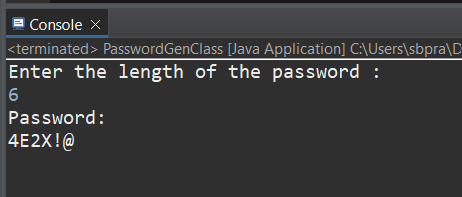 Console
<terminated> PasswordGenClass [Java Application] C:\Users\sbpra\D
Enter the length of the password :
6
Password:
4E2X!@